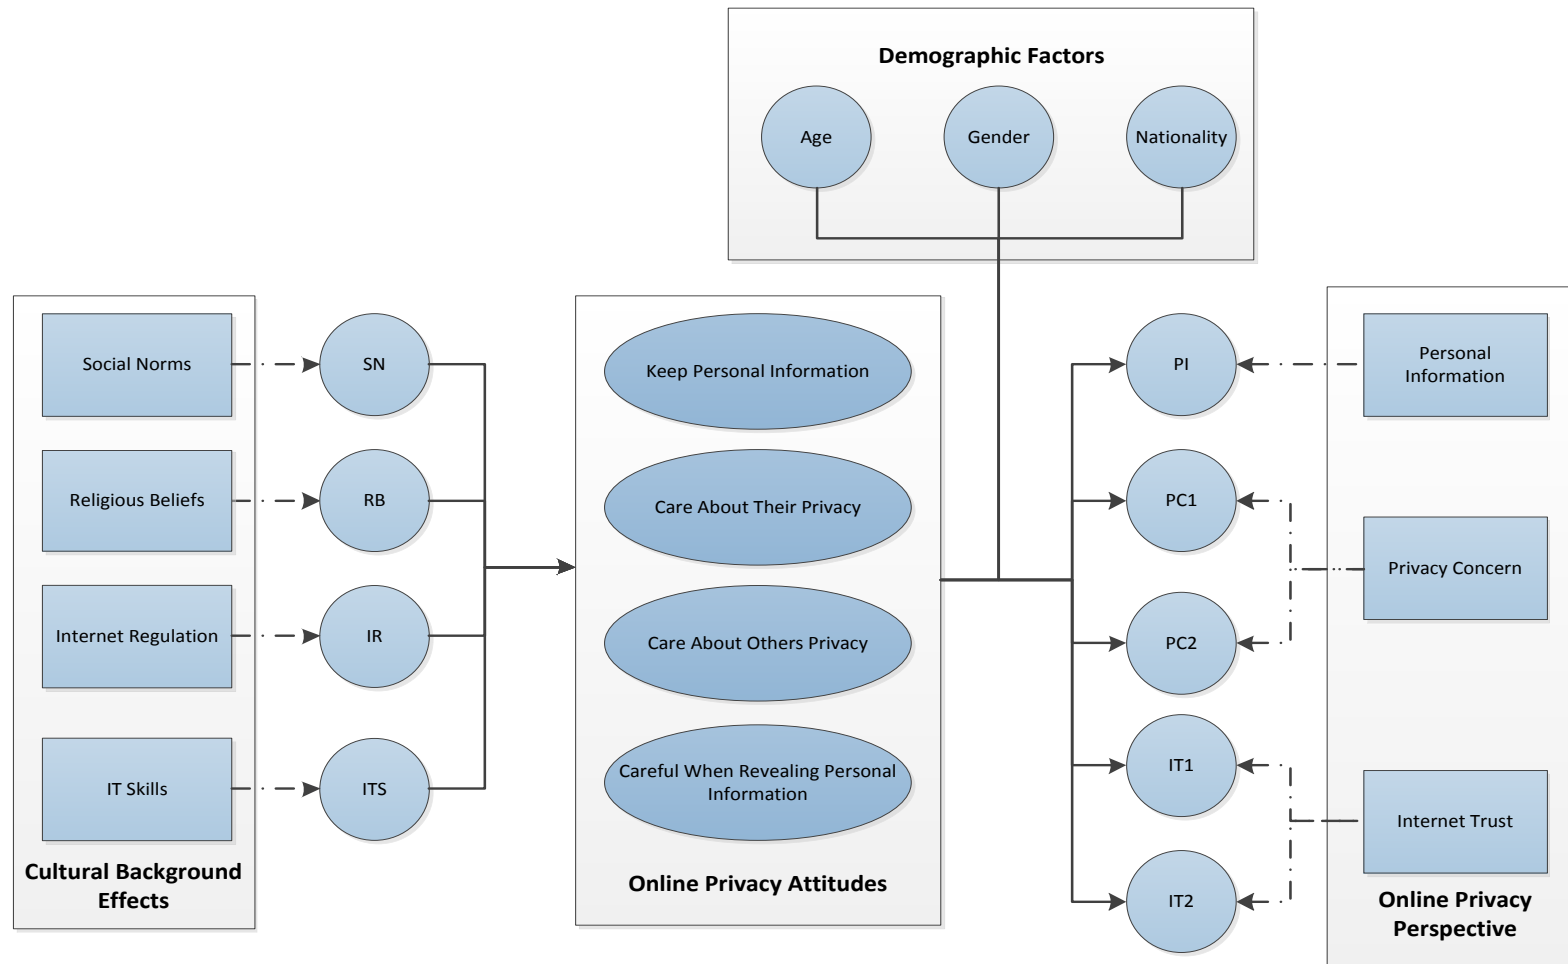 Demographic Factors
Age
Gender
Nationality
Social Norms
SN
Religious Beliefs
RB
Internet Regulation
IR
IT Skills
ITS
Cultural Background
Effects
Keep Personal Information
Care About Their Privacy
Care About Others Privacy
Careful When Revealing Personal
Information
Online Privacy Attitudes
PI
PC1
PC2
IT1
IT2
Personal
Information
Privacy Concern
Internet Trust
Online Privacy
Perspective